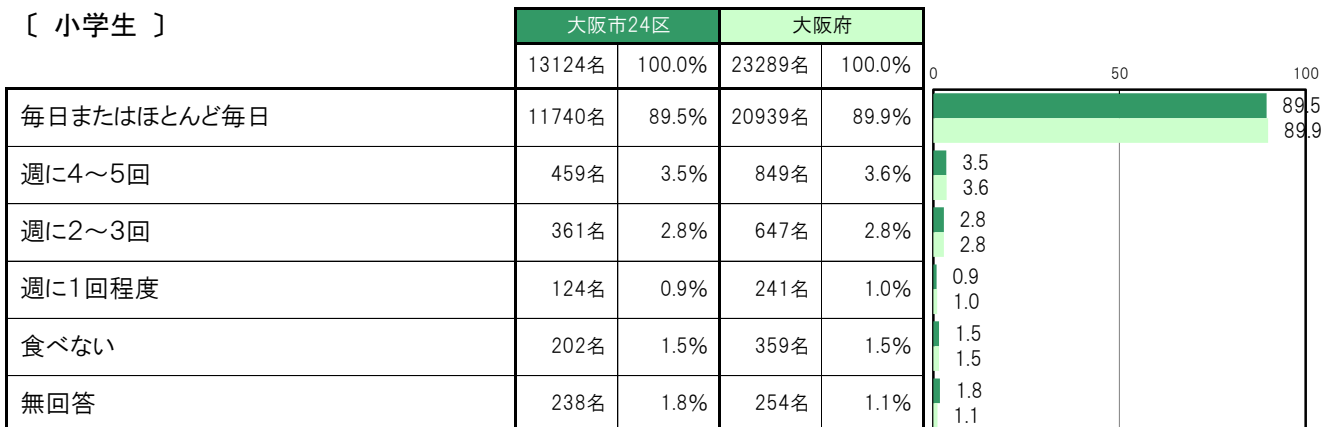 〔 小学生 〕
大阪市24区 大阪府
13124名 100.0% 23289名 100.0%
0 50 100
毎日またはほとんど毎日 11740名 89.5% 20939名 89.9%
89.5
89.9
週に4～5回 459名 3.5% 849名 3.6%
3.5
3.6
週に2～3回 361名 2.8% 647名 2.8%
2.8
2.8
週に1回程度 124名 0.9% 241名 1.0%
0.9
1.0
食べない 202名 1.5% 359名 1.5%
1.5
1.5
無回答 238名 1.8% 254名 1.1%
1.8
1.1